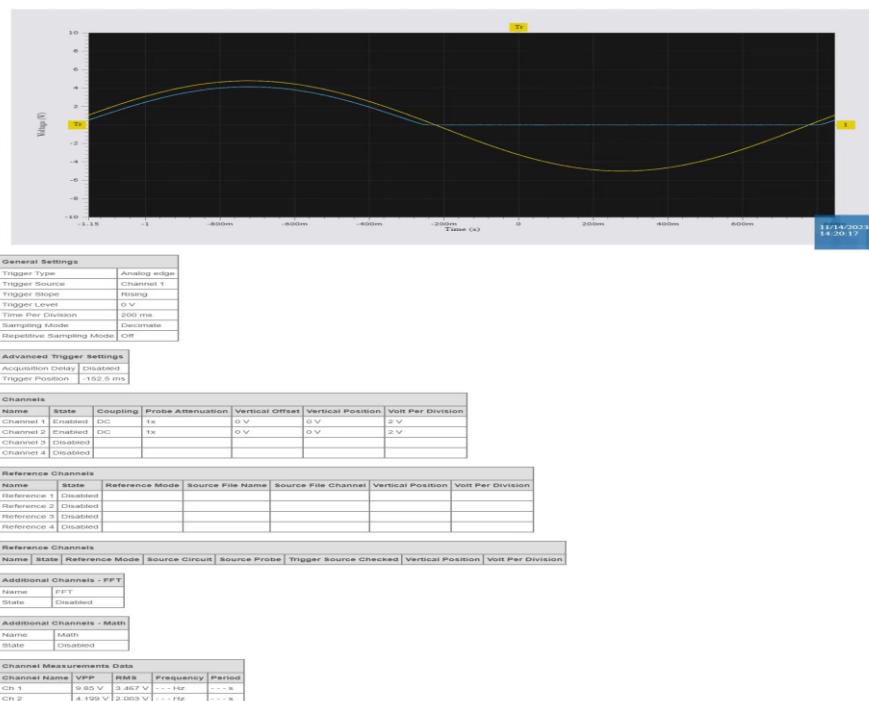 Tr
10
8
6
4
2
Tr
-2
-4
-6
-8
-10
Voltage (V)
1
-1.15 -1 -800m -600m -400m -200m 0 200m 400m 600m
Time (s)
11/14/2023
14:20:17
General Settings
Trigger Type Analog edge
Trigger Source Channel 1
Trigger Slope Rising
Trigger Level 0 V
Time Per Division 200 ms
Sampling Mode Decimate
Repetitive Sampling Mode Off
Advanced Trigger Settings
Acquisition Delay Disabled
Trigger Position -152.5 ms
Channels
Name State Coupling Probe Attenuation Vertical Offset Vertical Position Volt Per Division
Channel 1 Enabled DC 1x 0 V 0 V 2 V
Channel 2 Enabled DC 1x 0 V 0 V 2 V
Channel 3 Disabled
Channel 4 Disabled
Reference Channels
Name State Reference Mode Source File Name Source File Channel Vertical Position Volt Per Division
Reference 1 Disabled
Reference 2 Disabled
Reference 3 Disabled
Reference 4 Disabled
Reference Channels
Name State Reference Mode Source Circuit Source Probe Trigger Source Checked Vertical Position Volt Per Division
Additional Channels - FFT
Name FFT
State Disabled
Additional Channels - Math
Name Math
State Disabled
Channel Measurements Data
Channel Name VPP RMS Frequency Period
Ch 1 9.85 V 3.467 V - - - Hz - - - s
Ch 2 4.199 V 2.003 V - - - Hz - - - s